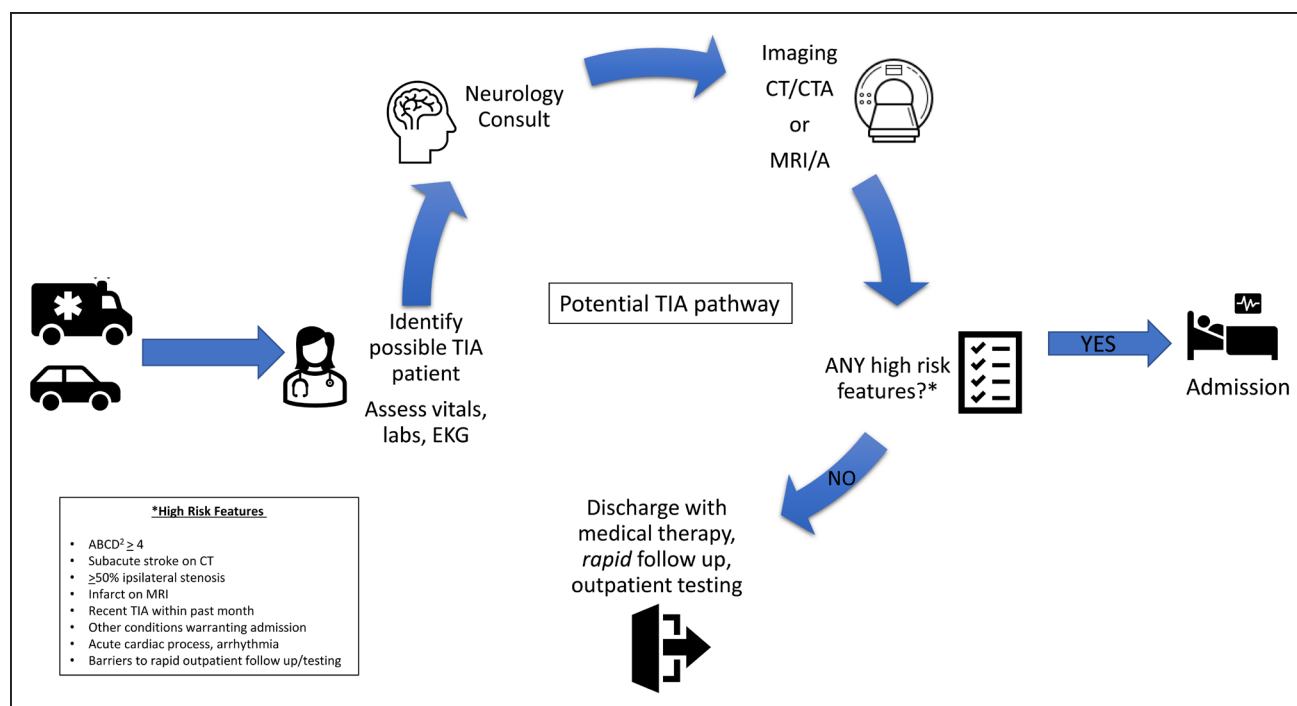 Neurology
Consult
Imaging
CT/CTA
or
MRI/A
Potential TIA pathway
Identify
possible TIA
patient
Assess vitals,
labs, EKG
ANY high risk
features?*
YES
Admission
NO
Discharge with
medical therapy,
rapid follow up,
outpatient testing
*High Risk Features
• ABCD² ≥ 4
• Subacute stroke on CT
• ≥50% ipsilateral stenosis
• Infarct on MRI
• Recent TIA within past month
• Other conditions warranting admission
• Acute cardiac process, arrhythmia
• Barriers to rapid outpatient follow up/testing